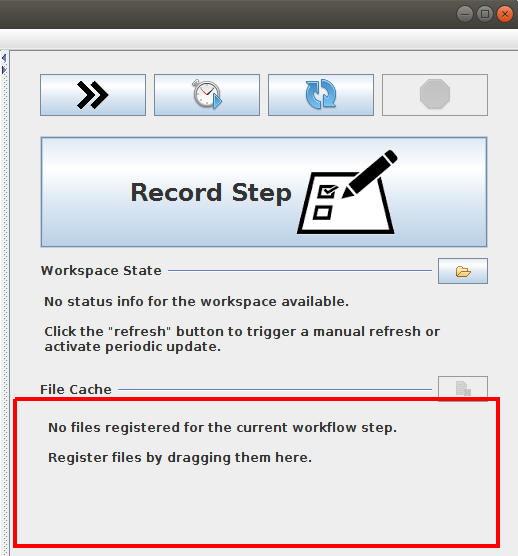 Record Step
Workspace State
No status info for the workspace available.
Click the "refresh" button to trigger a manual refresh or
activate periodic update.
File Cache
No files registered for the current workflow step.
Register files by dragging them here.